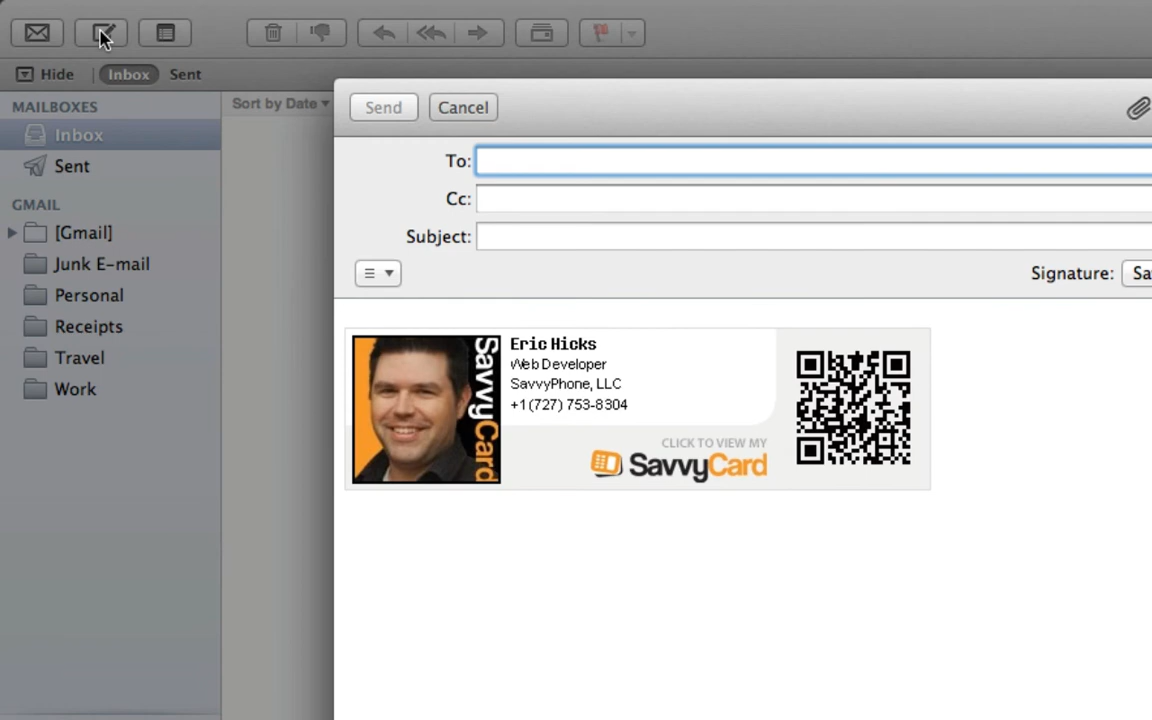 Hide
Inbox
Sent
MAILBOXES
Sort by Date
Inbox
Sent
GMAIL
[Gmail]
Junk E-mail
Personal
Receipts
Travel
Work
Send
Cancel
To:
Cc:
Subject:
Signature:
Sa
Eric Hicks
Web Developer
SavvyPhone, LLC
+1 (727) 753-8304
SavvyCard
CLICK TO VIEW MY
SavvyCard